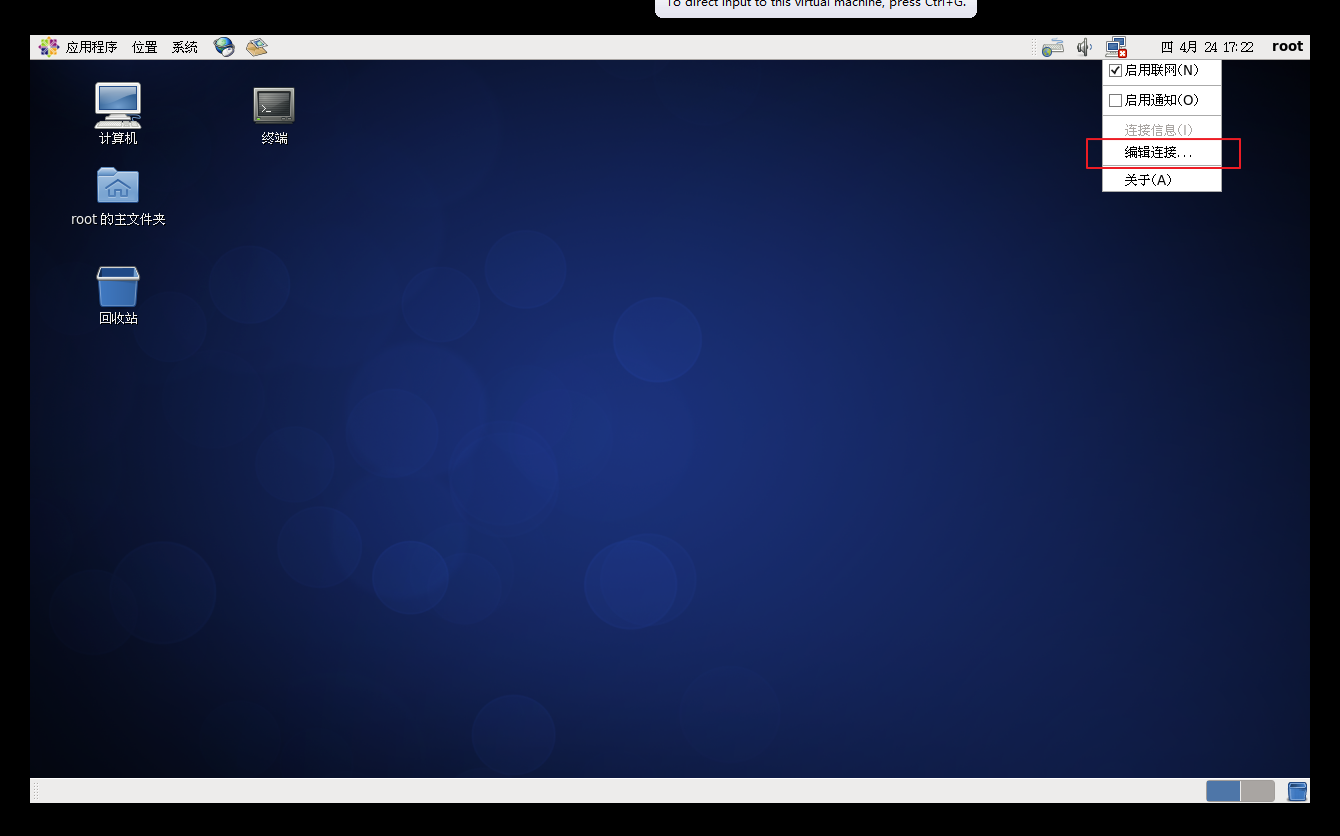 To direct input to this virtual machine, press Ctrl+G.
应用程序 位置 系统
四 4月 24 17:22 root
启用联网(N)
启用通知(O)
连接信息(I)
编辑连接...
关于(A)
计算机
终端
root 的主文件夹
回收站